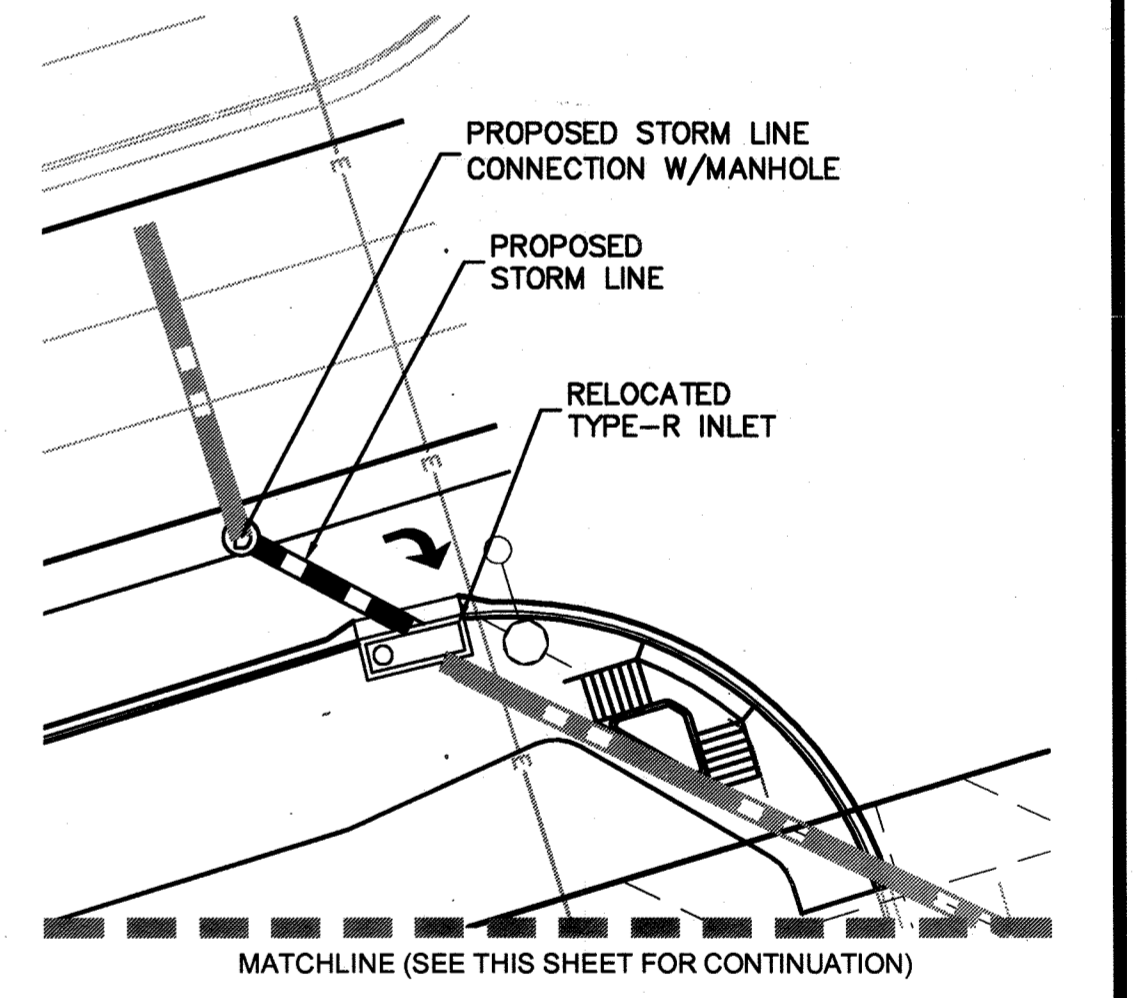 PROPOSED STORM LINE
CONNECTION W/MANHOLE
PROPOSED
STORM LINE
RELOCATED
TYPE-R INLET
E
E
E
D
MATCHLINE (SEE THIS SHEET FOR CONTINUATION)